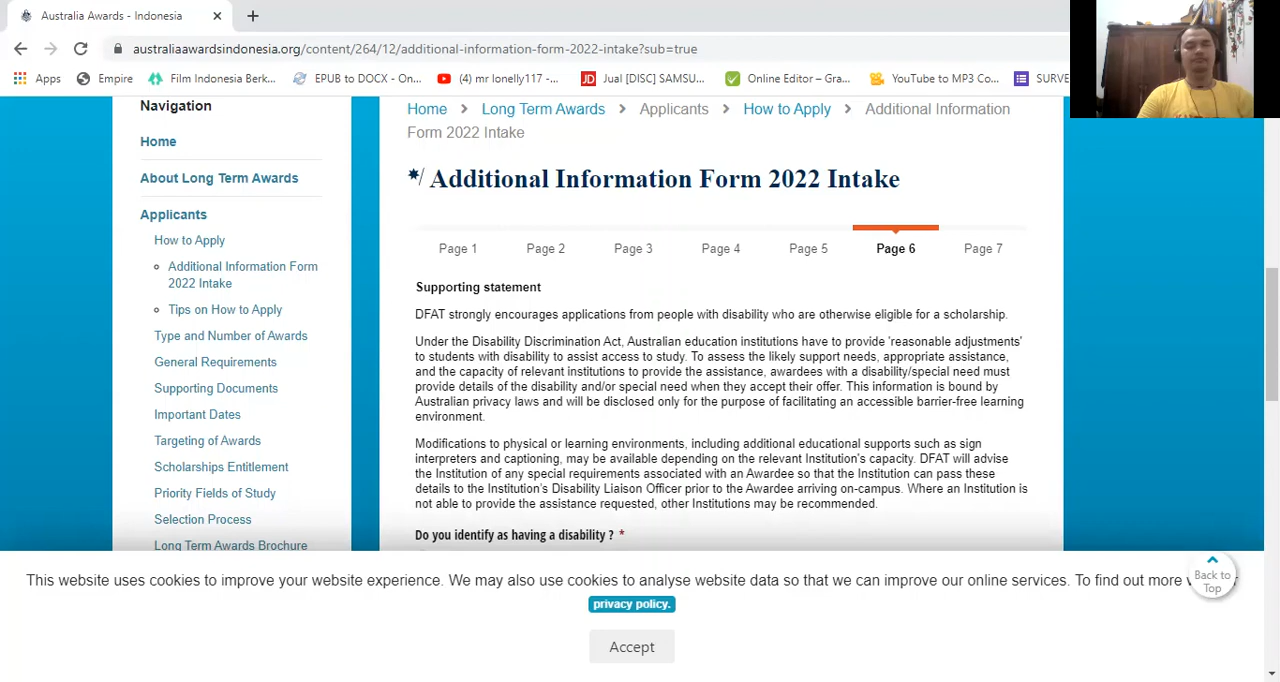 Australia Awards - Indonesia
australiaawardsindonesia.org/content/264/12/additional-information-form-2022-intake?sub=true
Apps Empire Film Indonesia Berk... EPUB to DOCX - On... (4) mr lonelly117 -... JD Jual [DISC] SAMSU... Online Editor – Gra... YouTube to MP3 Co... SURVE
Navigation
Home
About Long Term Awards
Applicants
How to Apply
Additional Information Form
2022 Intake
Tips on How to Apply
Type and Number of Awards
General Requirements
Supporting Documents
Important Dates
Targeting of Awards
Scholarships Entitlement
Priority Fields of Study
Selection Process
Long Term Awards Brochure
Home > Long Term Awards > Applicants > How to Apply > Additional Information
Form 2022 Intake
Additional Information Form 2022 Intake
Page 1 Page 2 Page 3 Page 4 Page 5 Page 6 Page 7
Supporting statement
DFAT strongly encourages applications from people with disability who are otherwise eligible for a scholarship.
Under the Disability Discrimination Act, Australian education institutions have to provide 'reasonable adjustments'
to students with disability to assist access to study. To assess the likely support needs, appropriate assistance,
and the capacity of relevant institutions to provide the assistance, awardees with a disability/special need must
provide details of the disability and/or special need when they accept their offer. This information is bound by
Australian privacy laws and will be disclosed only for the purpose of facilitating an accessible barrier-free learning
environment.
Modifications to physical or learning environments, including additional educational supports such as sign
interpreters and captioning, may be available depending on the relevant Institution's capacity. DFAT will advise
the Institution of any special requirements associated with an Awardee so that the Institution can pass these
details to the Institution's Disability Liaison Officer prior to the Awardee arriving on-campus. Where an Institution is
not able to provide the assistance requested, other Institutions may be recommended.
Do you identify as having a disability ? *
This website uses cookies to improve your website experience. We may also use cookies to analyse website data so that we can improve our online services. To find out more
privacy policy.
Accept
Back to
Top